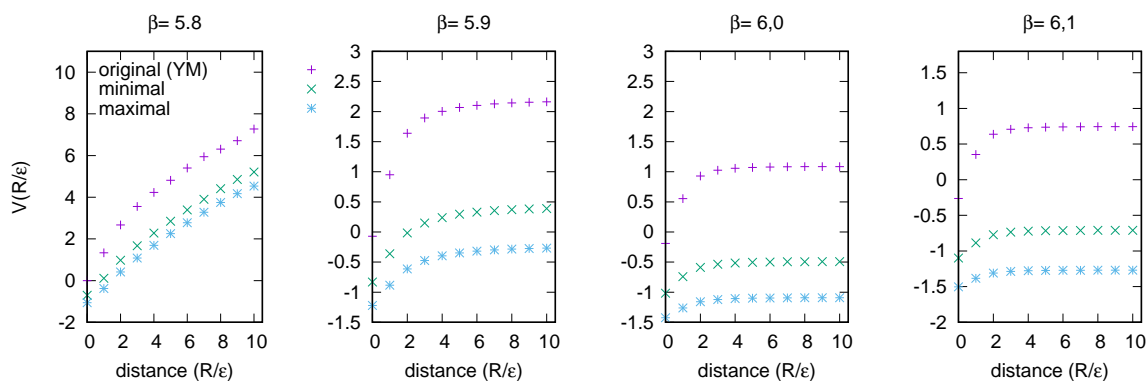 β= 5.8
β= 5.9
β= 6,0
β= 6,1
V(R/ε)
original (YM)
minimal
maximal
10
8
6
4
2
0
-2
0 2 4 6 8 10
distance (R/ε)
3
2.5
2
1.5
1
0.5
0
-0.5
-1
-1.5
0 2 4 6 8 10
distance (R/ε)
3
2.5
2
1.5
1
0.5
0
-0.5
-1
-1.5
0 2 4 6 8 10
distance (R/ε)
1.5
1
0.5
0
-0.5
-1
-1.5
-2
0 2 4 6 8 10
distance (R/ε)